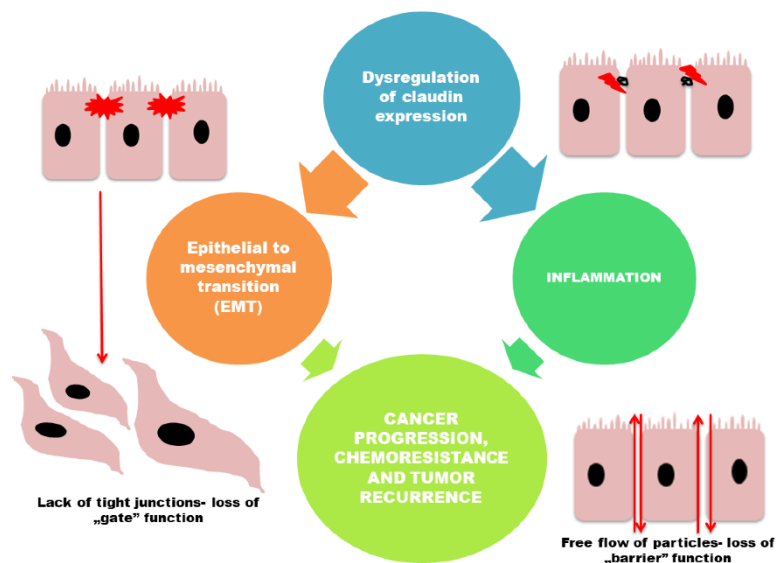 Dysregulation
of claudin
expression
Epithelial to
mesenchymal
transition
(EMT)
INFLAMMATION
CANCER
PROGRESSION,
CHEMORESISTANCE
AND TUMOR
RECURRENCE
Lack of tight junctions- loss of
„gate” function
Free flow of particles- loss of
„barrier” function